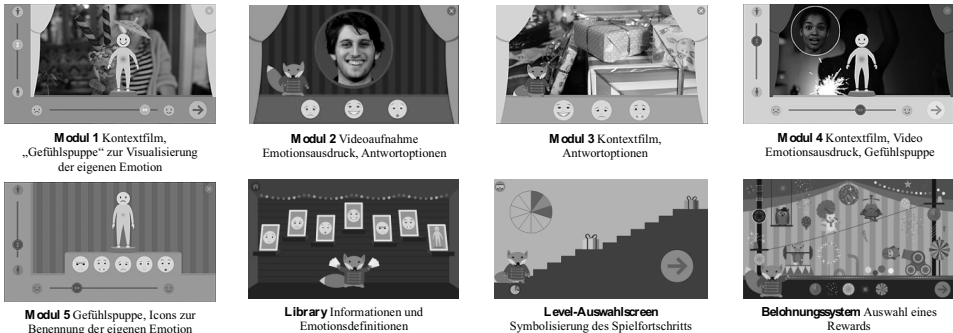 Modul 1 Kontextfilm,
„Gefühlspuppe“ zur Visualisierung
der eigenen Emotion
Modul 2 Videoaufnahme
Emotionsausdruck, Antwortoptionen
Modul 3 Kontextfilm,
Antwortoptionen
Modul 4 Kontextfilm, Video
Emotionsausdruck, Gefühlspuppe
Modul 5 Gefühlspuppe, Icons zur
Benennung der eigenen Emotion
Library Informationen und
Emotionsdefinitionen
Level-Auswahlscreen
Symbolisierung des Spielfortschritts
Belohnungssystem Auswahl eines
Rewards